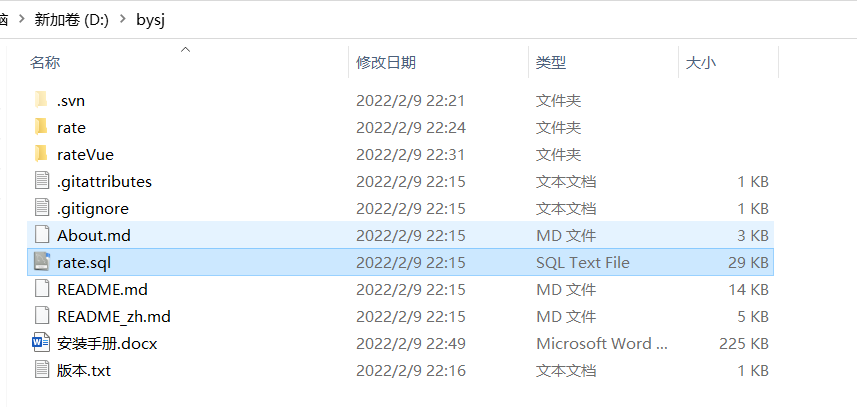 新加卷 (D:) bysj
名称 修改日期 类型 大小
.svn 2022/2/9 22:21 文件夹
rate 2022/2/9 22:24 文件夹
rateVue 2022/2/9 22:31 文件夹
.gitattributes 2022/2/9 22:15 文本文档 1 KB
.gitignore 2022/2/9 22:15 文本文档 1 KB
About.md 2022/2/9 22:15 MD 文件 3 KB
rate.sql 2022/2/9 22:15 SQL Text File 29 KB
README.md 2022/2/9 22:15 MD 文件 14 KB
README_zh.md 2022/2/9 22:15 MD 文件 5 KB
安装手册.docx 2022/2/9 22:49 Microsoft Word ... 225 KB
版本.txt 2022/2/9 22:16 文本文档 1 KB